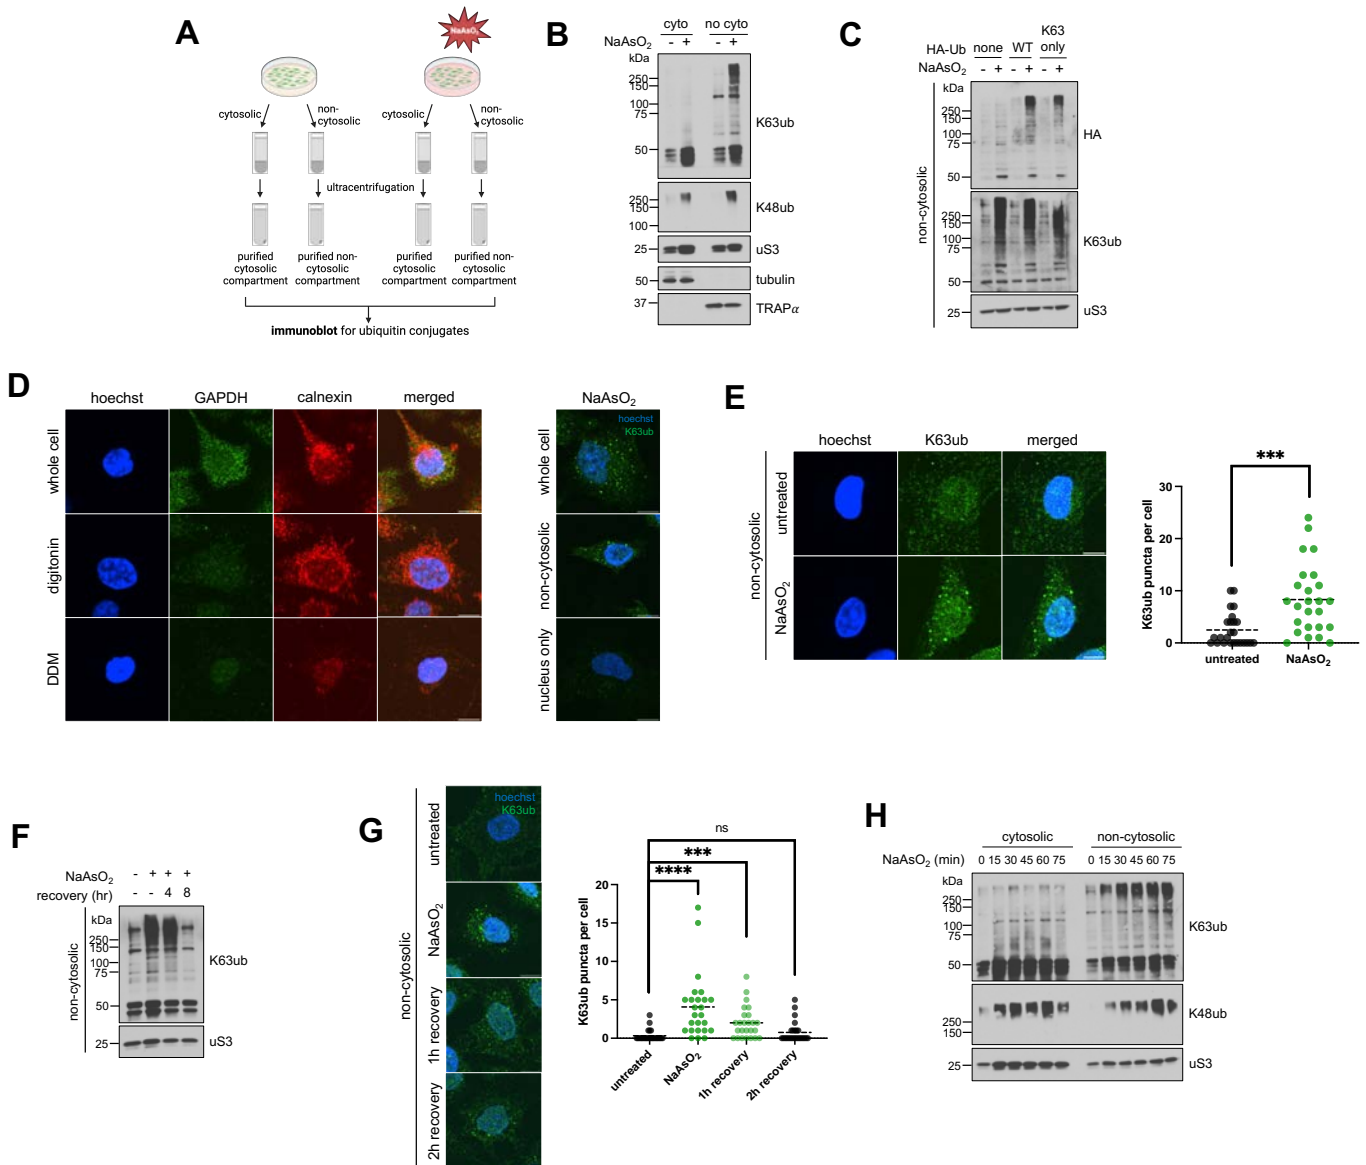 A
NaAsO₂
cytosolic
non-
cytosolic
cytosolic
non-
cytosolic
ultracentrifugation
purified
cytosolic
compartment
purified non-
cytosolic
compartment
purified
cytosolic
compartment
purified non-
cytosolic
compartment
immunoblot for ubiquitin conjugates
B
cyto no cyto
NaAsO₂ - + - +
kDa
250
150
100
75
50
K63ub
250
150
100
K48ub
25
uS3
50
tubulin
37
TRAPα
C
K63
HA-Ub none WT only
NaAsO₂ - + - + - +
non-cytosolic
kDa
250
150
100
75
50
HA
250
150
100
75
50
K63ub
25
uS3
D
hoechst GAPDH calnexin merged
whole cell
digitonin
DDM
NaAsO₂
hoechst
K63ub
whole cell
non-cytosolic
nucleus only
E
hoechst K63ub merged
non-cytosolic
untreated
NaAsO₂
***
K63ub puncta per cell
30
20
10
0
untreated NaAsO₂
F
NaAsO₂ - + + +
recovery (hr) - - 4 8
non-cytosolic
kDa
250
150
100
75
50
K63ub
25
uS3
G
non-cytosolic
hoechst
K63ub
untreated
NaAsO₂
1h recovery
2h recovery
ns
***
****
K63ub puncta per cell
20
15
10
5
0
untreated
NaAsO₂
1h recovery
2h recovery
H
cytosolic non-cytosolic
NaAsO₂ (min) 0 15 30 45 60 75 0 15 30 45 60 75
kDa
250
150
100
75
50
K63ub
250
150
K48ub
25
uS3